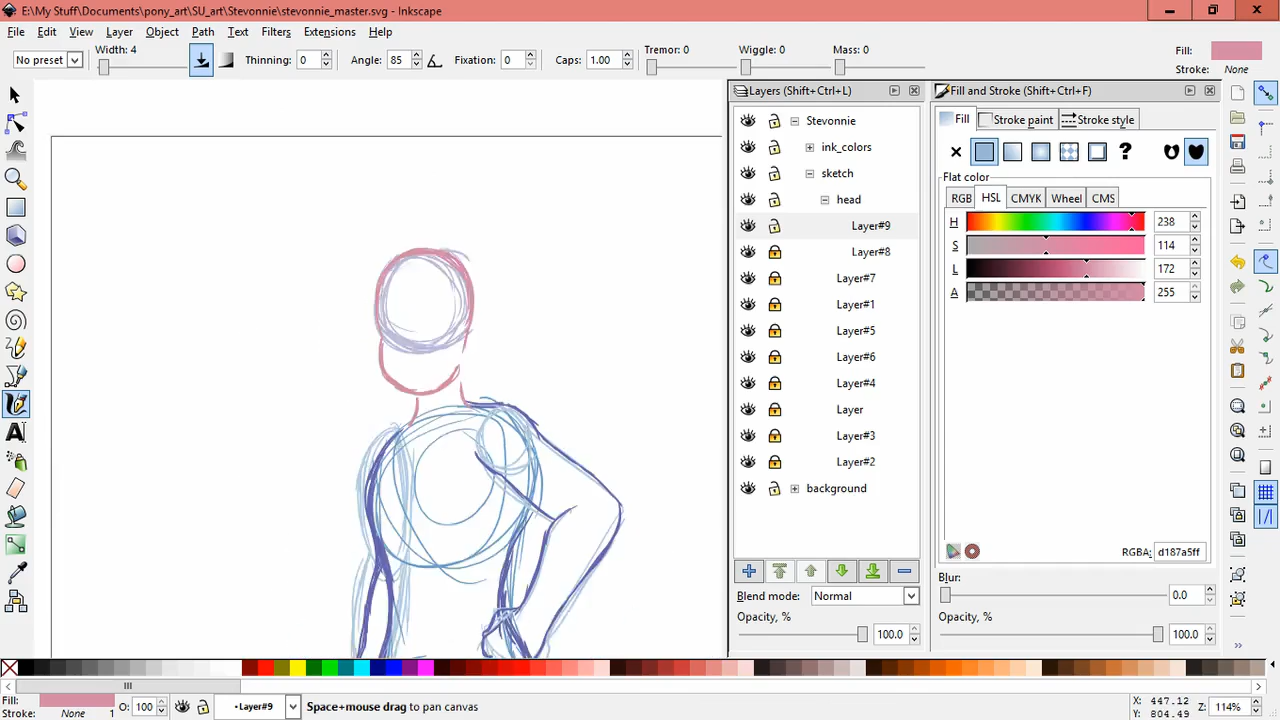 E:\My Stuff\Documents\pony_art\SU_art\Stevonnie\stevonnie_master.svg - Inkscape
File Edit View Layer Object Path Text Filters Extensions Help
No preset Width: 4 Thinning: 0 Angle: 85 Fixation: 0 Caps: 1.00 Tremor: 0 Wiggle: 0 Mass: 0 Fill:
Stroke: None
Layers (Shift+Ctrl+L)
Stevonnie
ink_colors
sketch
head
Layer#9
Layer#8
Layer#7
Layer#1
Layer#5
Layer#6
Layer#4
Layer
Layer#3
Layer#2
background
Blend mode: Normal
Opacity, %
100.0
Fill and Stroke (Shift+Ctrl+F)
Fill Stroke paint Stroke style
?
Flat color
RGB HSL CMYK Wheel CMS
H 238
S 114
L 172
A 255
RGBA: d187a5ff
Blur:
0.0
Opacity, %
100.0
Fill:
Stroke: None 1 O: 100 •Layer#9 Space+mouse drag to pan canvas X: 447.12
Y: 804.49 Z: 114%